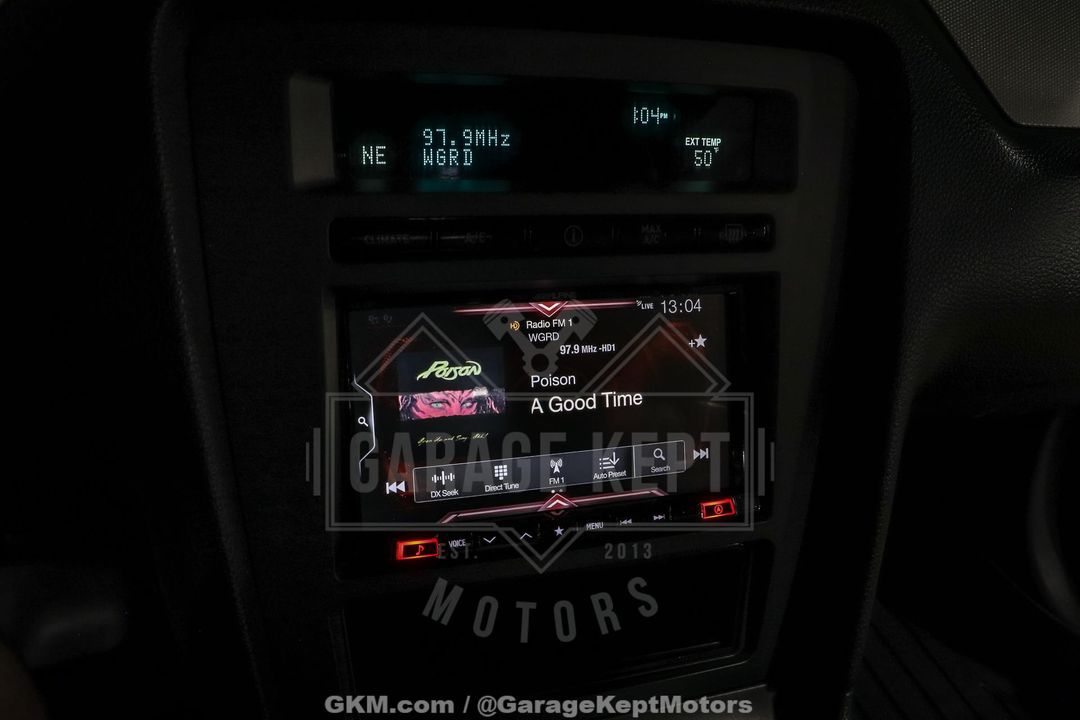 1:04 PM
97.9MHz
EXT TEMP
NE
WGRD
50°F
CLIMATE
A/E
MAX
A/C
LIVE 13:04
Radio FM 1
WGRD
97.9 MHz -HD1
Poison
Poison
A Good Time
GARAGE KEPT
DX Seek
Direct Tune
FM 1
Auto Preset
Search
VOICE
MENU
EST. 2013
MOTORS
GKM.com / @GarageKeptMotors